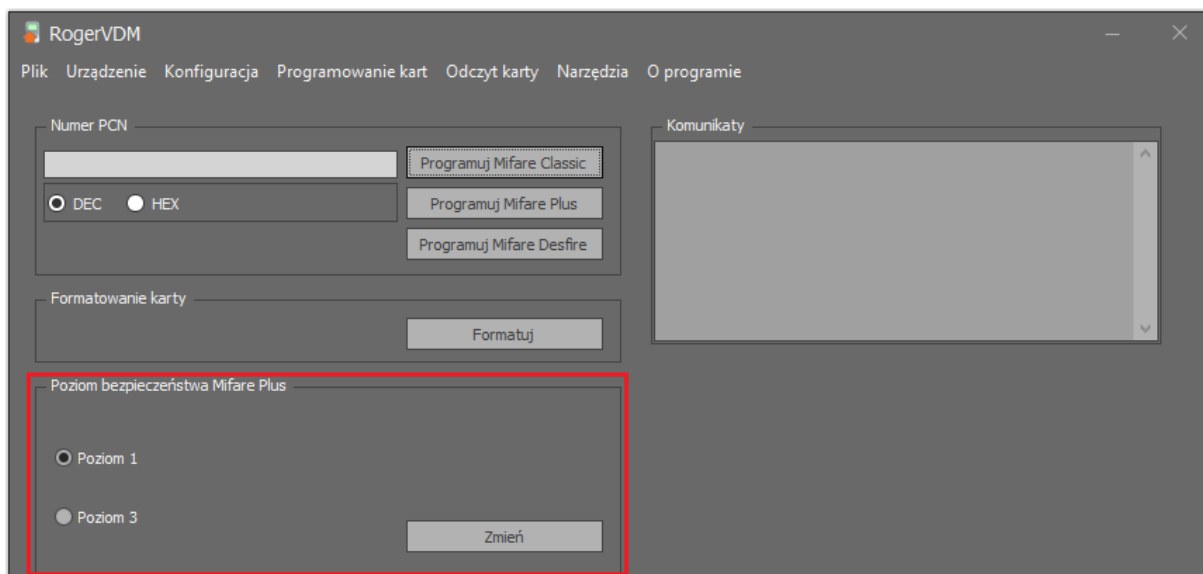 RogerVDM
Plik Urządzenie Konfiguracja Programowanie kart Odczyt karty Narzędzia O programie
Numer PCN
Programuj Mifare Classic
DEC HEX
Programuj Mifare Plus
Programuj Mifare Desfire
Formatowanie karty
Formatuj
Poziom bezpieczeństwa Mifare Plus
Poziom 1
Poziom 3
Zmień
Komunikaty